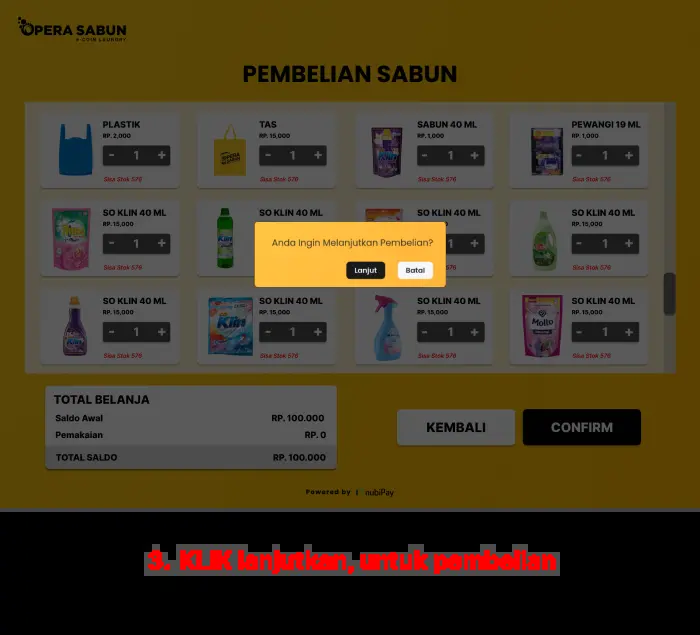 OPERA SABUN
E-COIN LAUNDRY
PEMBELIAN SABUN
PLASTIK
RP. 2,000
- 1 +
Sisa Stok 576
TAS
RP. 15,000
- 1 +
Sisa Stok 576
SABUN 40 ML
RP. 1,000
- 1 +
Sisa Stok 576
PEWANGI 19 ML
RP. 1,000
- 1 +
Sisa Stok 576
SO KLIN 40 ML
RP. 15,000
- 1 +
Sisa Stok 576
SO KLIN 40 ML
SO KLIN 40 ML
- 1 +
SO KLIN 40 ML
RP. 15,000
- 1 +
Sisa Stok 576
Anda Ingin Melanjutkan Pembelian?
Lanjut
Batal
SO KLIN 40 ML
RP. 15,000
- 1 +
Sisa Stok 576
SO KLIN 40 ML
RP. 15,000
- 1 +
Sisa Stok 576
SO KLIN 40 ML
RP. 15,000
- 1 +
Sisa Stok 576
SO KLIN 40 ML
RP. 15,000
- 1 +
Sisa Stok 576
TOTAL BELANJA
Saldo Awal RP. 100.000
Pemakaian RP. 0
TOTAL SALDO RP. 100.000
KEMBALI
CONFIRM
Powered by nubiPay
3. KLIK lanjutkan, untuk pembelian